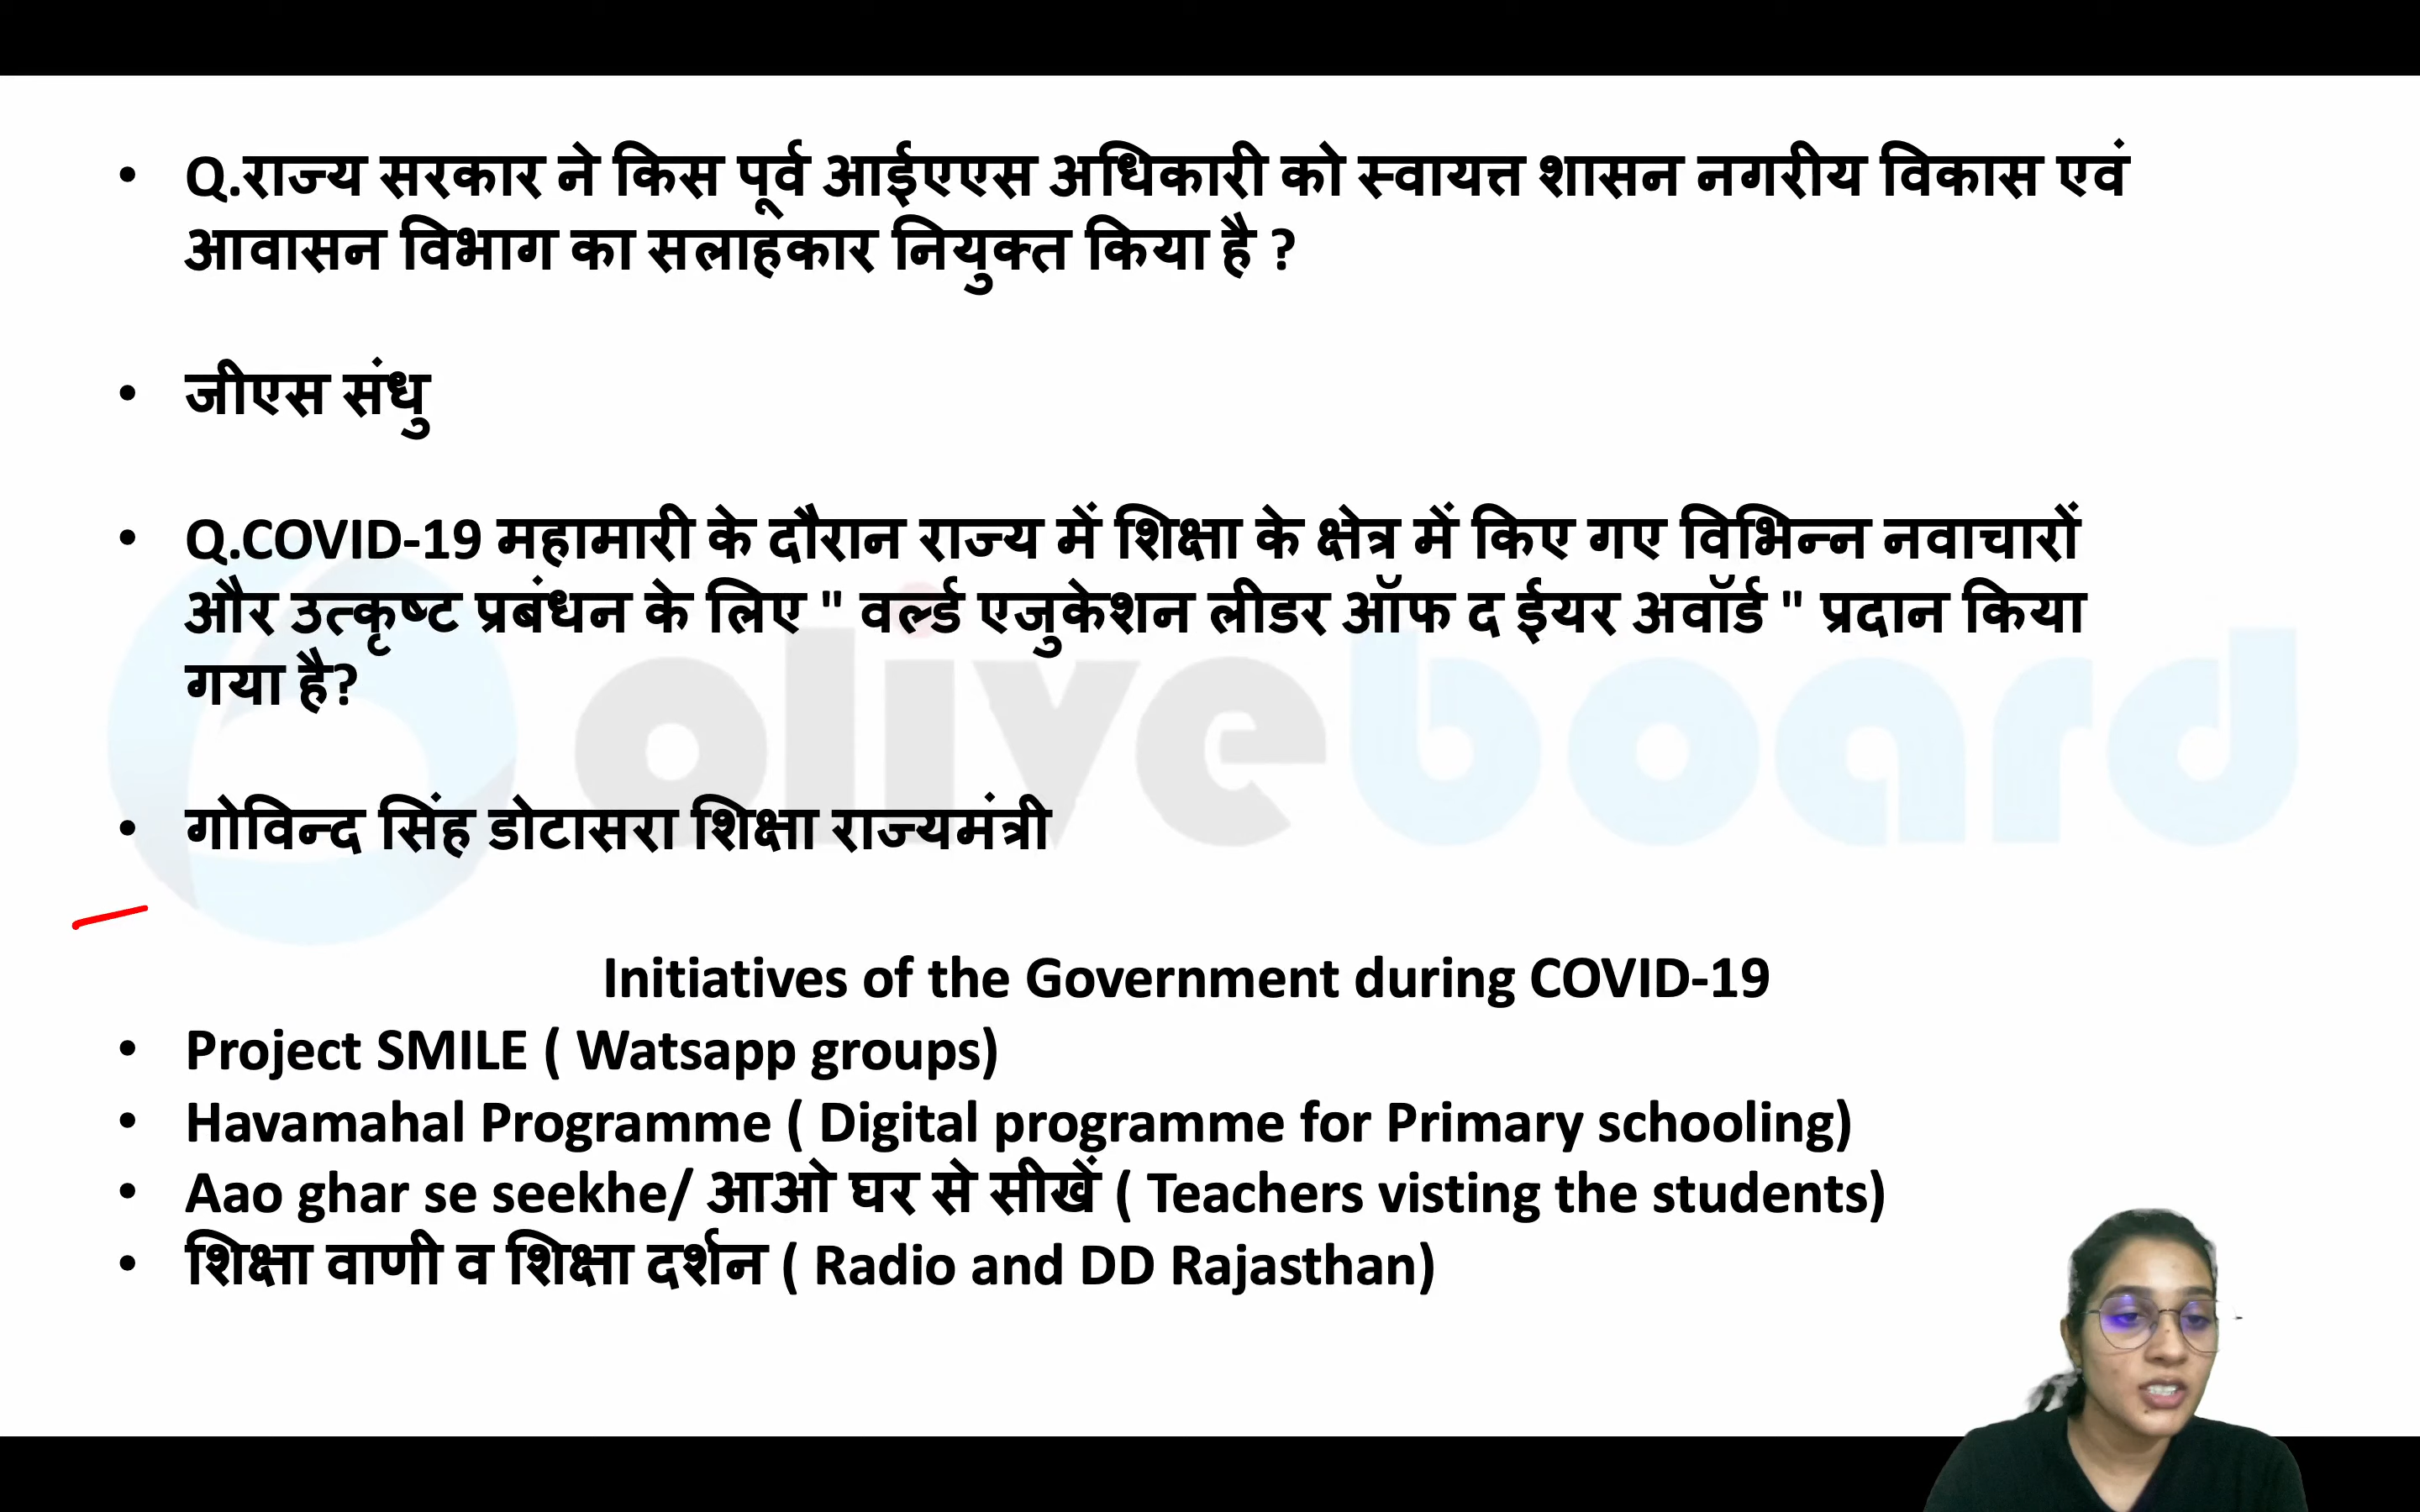 • Q.राज्य सरकार ने किस पूर्व आईएएस अधिकारी को स्वायत्त शासन नगरीय विकास एवं
आवासन विभाग का सलाहकार नियुक्त किया है ?
• जीएस संधु
• Q.COVID-19 महामारी के दौरान राज्य में शिक्षा के क्षेत्र में किए गए विभिन्न नवाचारों
और उत्कृष्ट प्रबंधन के लिए " वर्ल्ड एजुकेशन लीडर ऑफ द ईयर अवॉर्ड " प्रदान किया
गया है?
oliveboard
• गोविन्द सिंह डोटासरा शिक्षा राज्यमंत्री
Initiatives of the Government during COVID-19
• Project SMILE ( Watsapp groups)
• Havamahal Programme ( Digital programme for Primary schooling)
• Aao ghar se seekhe/ आओ घर से सीखें ( Teachers visting the students)
• शिक्षा वाणी व शिक्षा दर्शन ( Radio and DD Rajasthan)